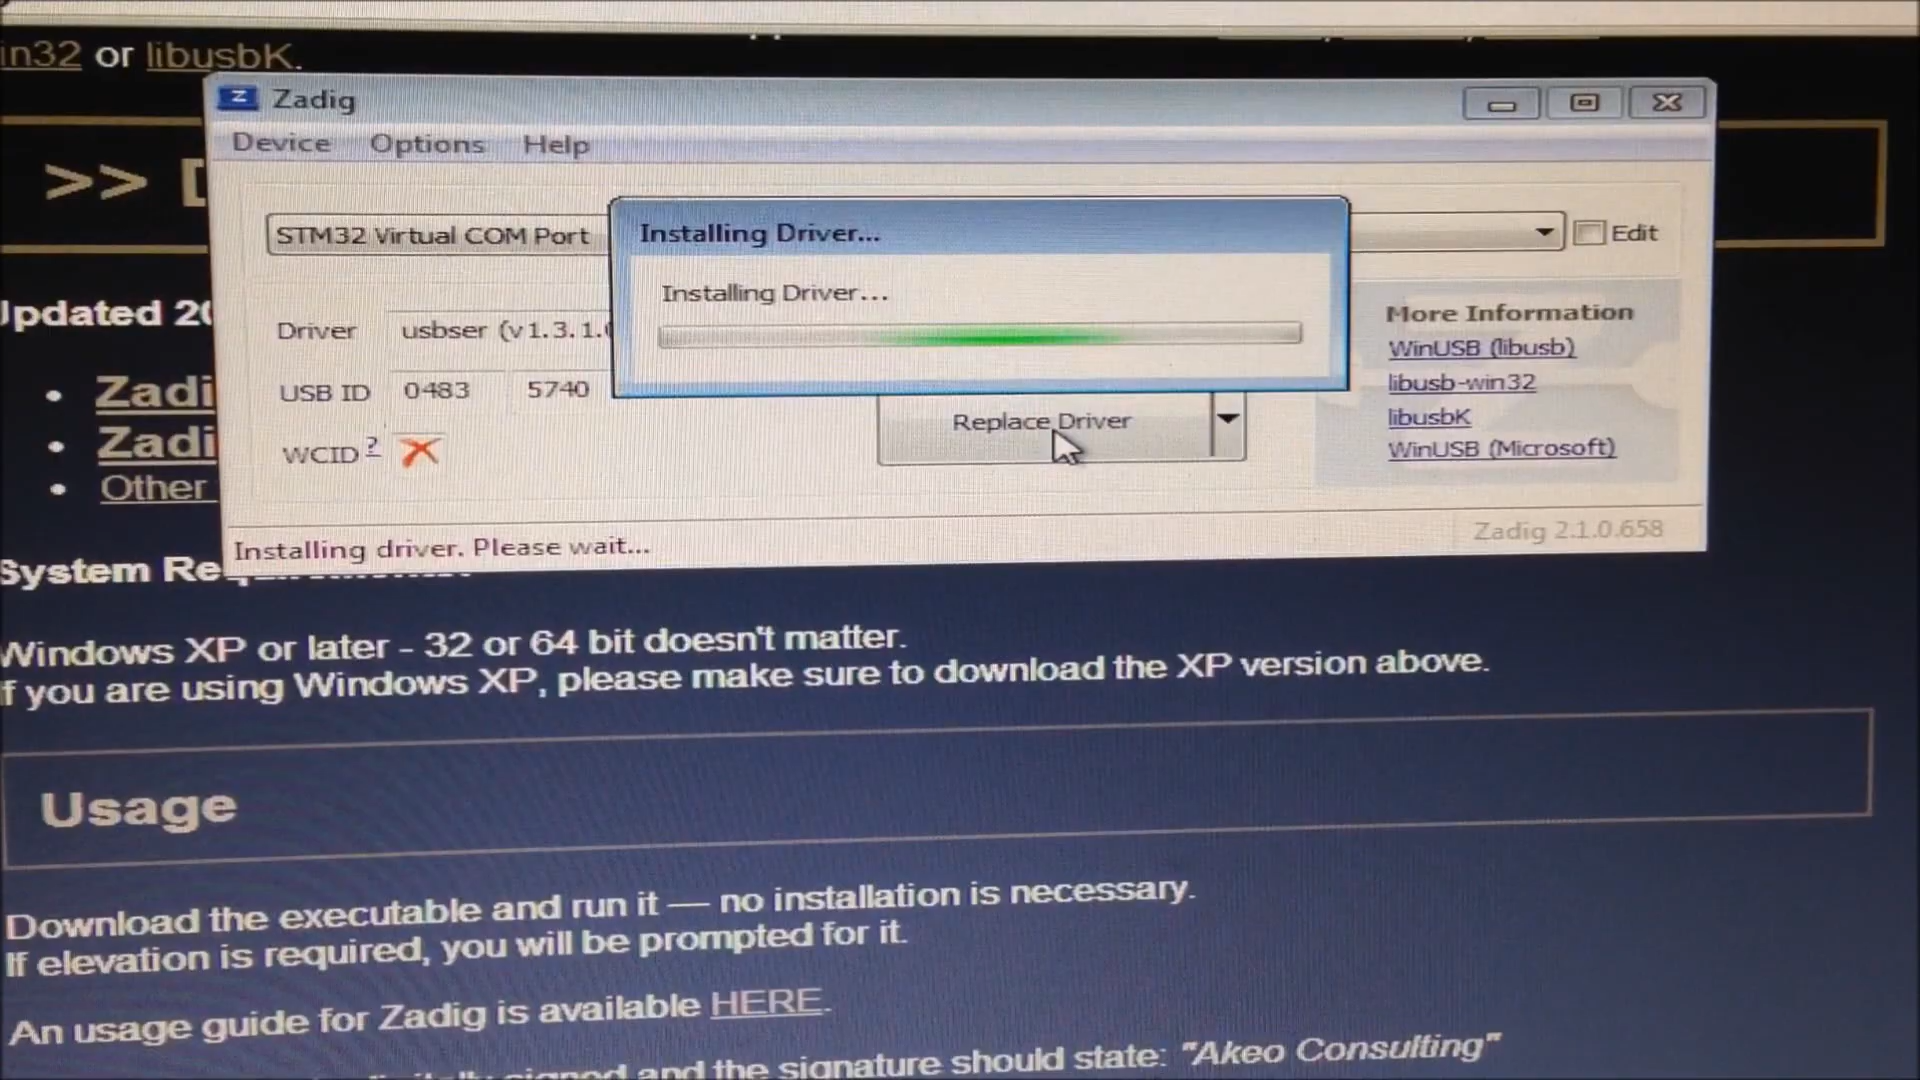 in32 or libusbK.
Zadig
Device Options Help
>>
STM32 Virtual COM Port
Edit
Installing Driver...
Installing Driver...
Driver usbser (v1.3.1.
USB ID 0483 5740
WCID ?
Replace Driver
More Information
WinUSB (libusb)
libusb-win32
libusbK
WinUSB (Microsoft)
Installing driver. Please wait...
Zadig 2.1.0.658
Updated 20
• Zadi
• Zadi
• Other
System Re
Windows XP or later - 32 or 64 bit doesn't matter.
f you are using Windows XP, please make sure to download the XP version above.
Usage
Download the executable and run it — no installation is necessary.
If elevation is required, you will be prompted for it.
An usage guide for Zadig is available HERE.
signed and the signature should state: "Akeo Consulting"